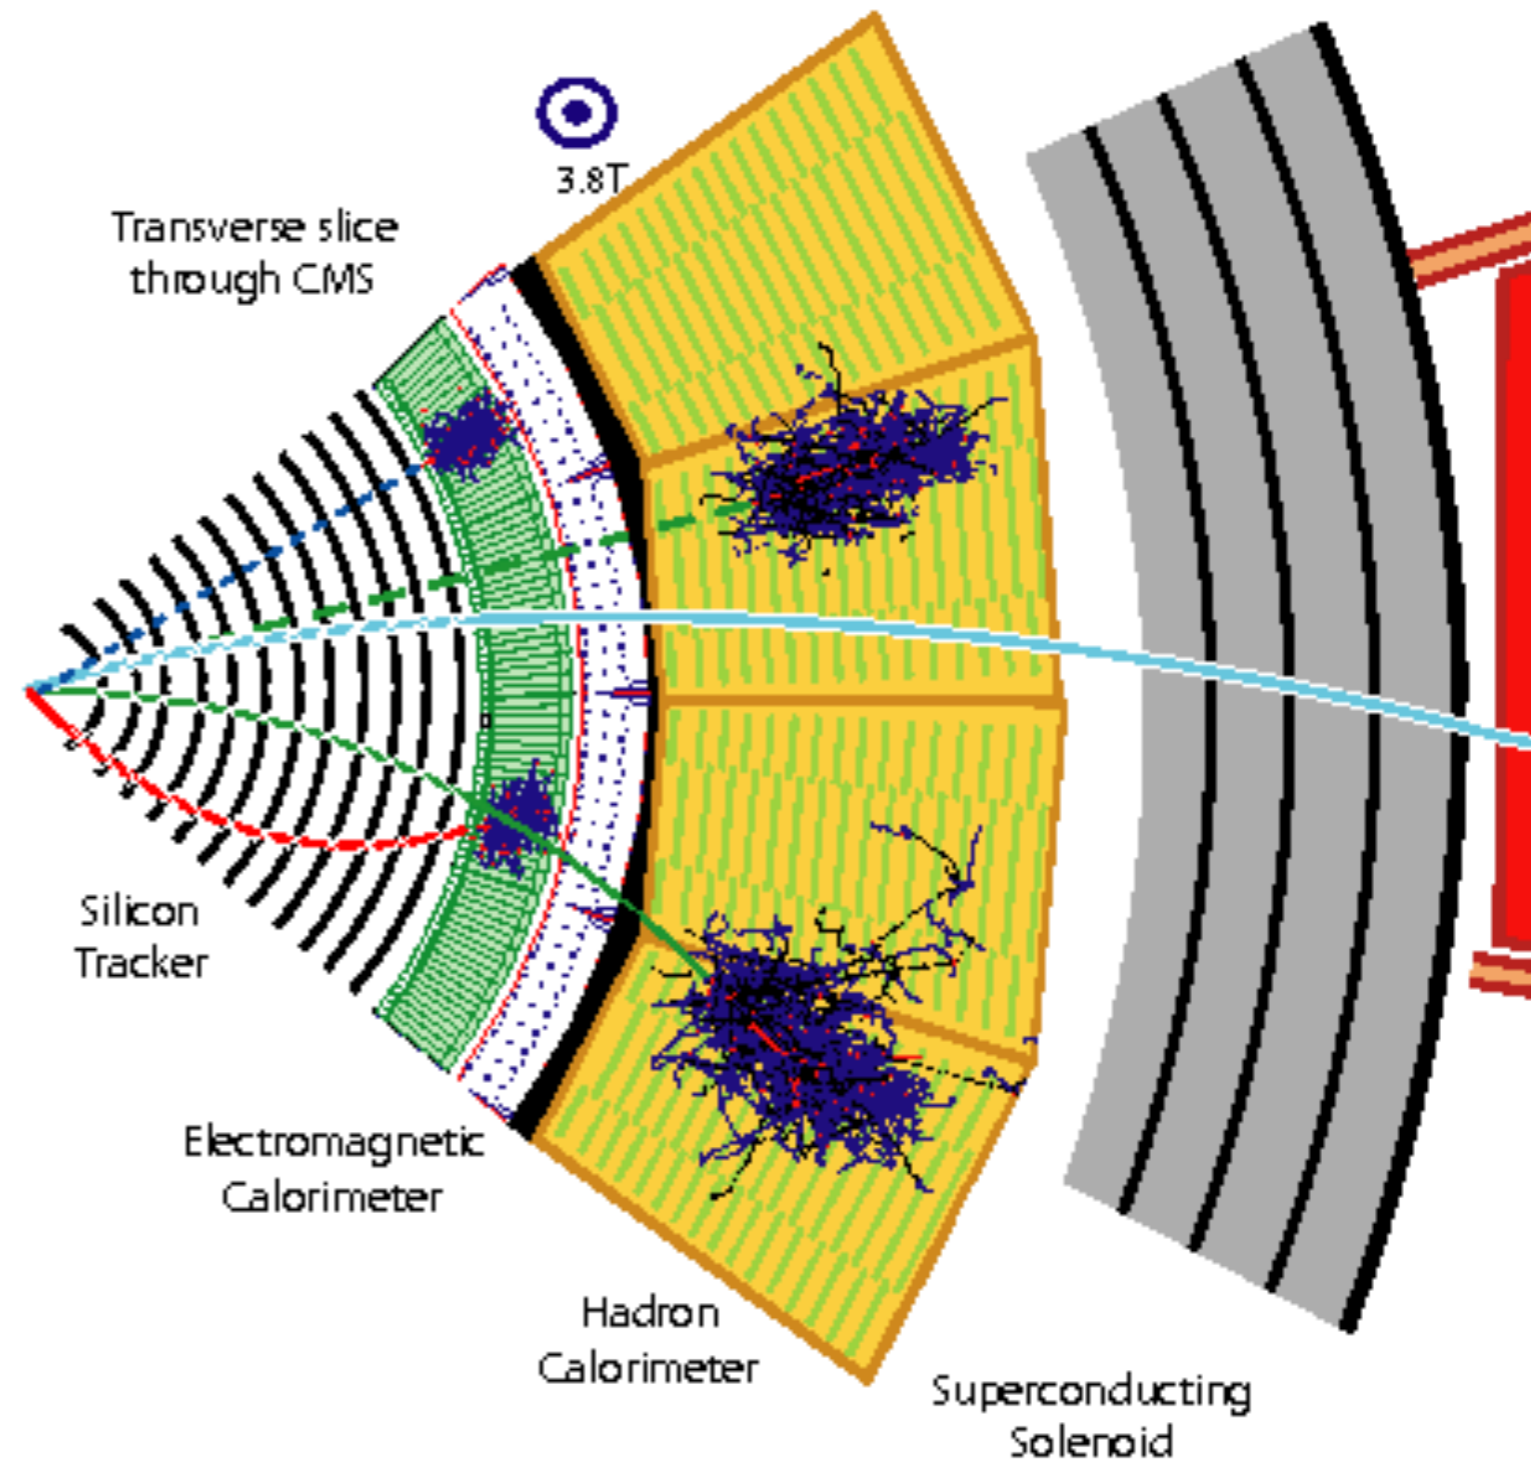 3.8T
Transverse slice
through CMS
Silicon
Tracker
Electromagnetic
Calorimeter
Hadron
Calorimeter
Superconducting
Solenoid